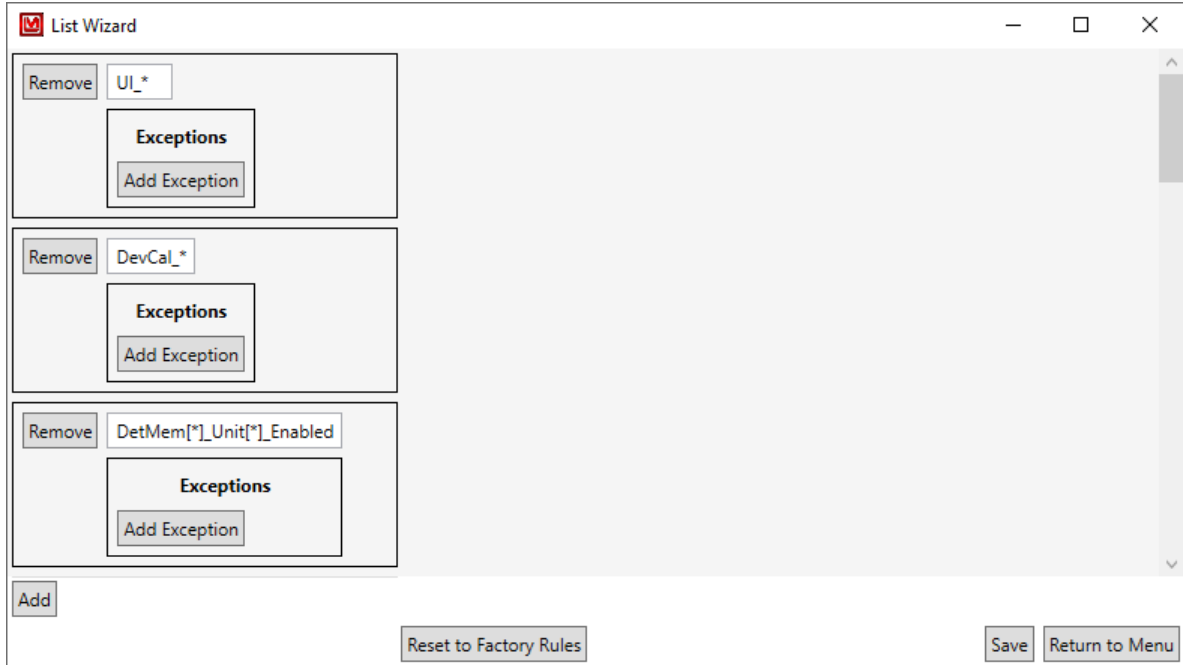 List Wizard
Remove UI_*
Exceptions
Add Exception
Remove DevCal_*
Exceptions
Add Exception
Remove DetMem[*]_Unit[*]_Enabled
Exceptions
Add Exception
Add
Reset to Factory Rules Save Return to Menu